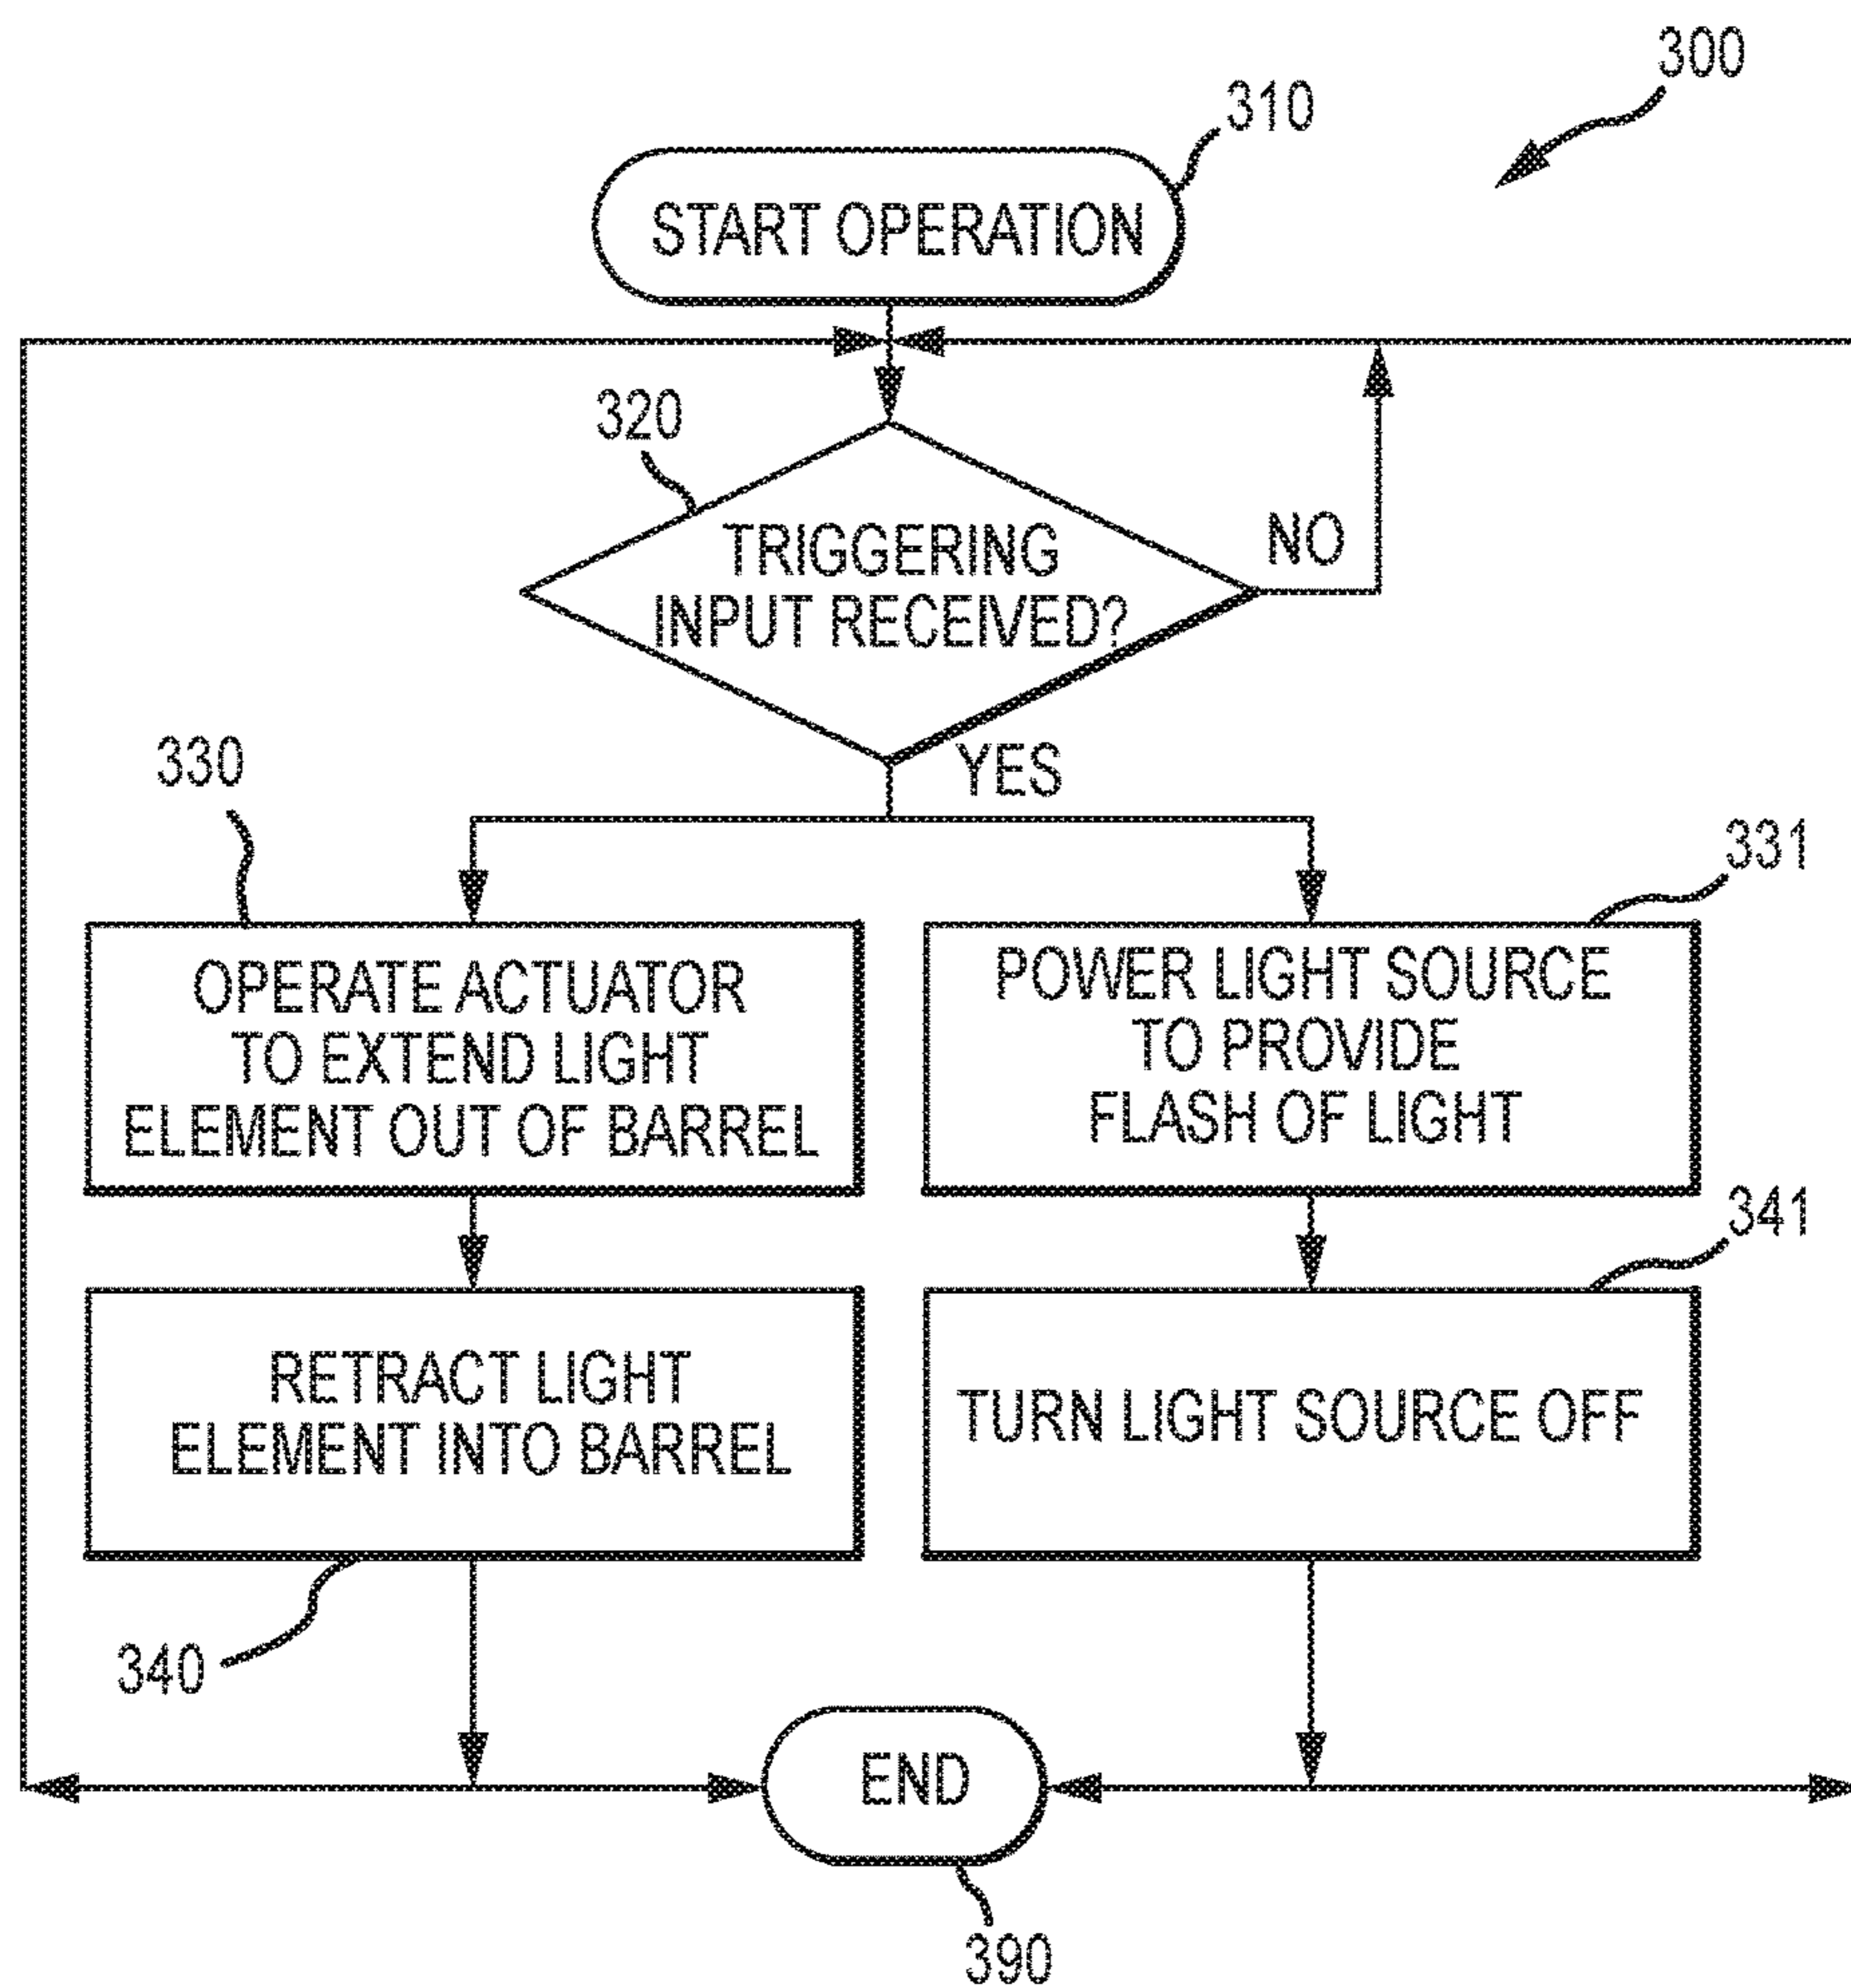 300
310
START OPERATION
320
TRIGGERING
INPUT RECEIVED?
NO
YES
330
331
OPERATE ACTUATOR
TO EXTEND LIGHT
ELEMENT OUT OF BARREL
POWER LIGHT SOURCE
TO PROVIDE
FLASH OF LIGHT
341
RETRACT LIGHT
ELEMENT INTO BARREL
TURN LIGHT SOURCE OFF
340
END
390